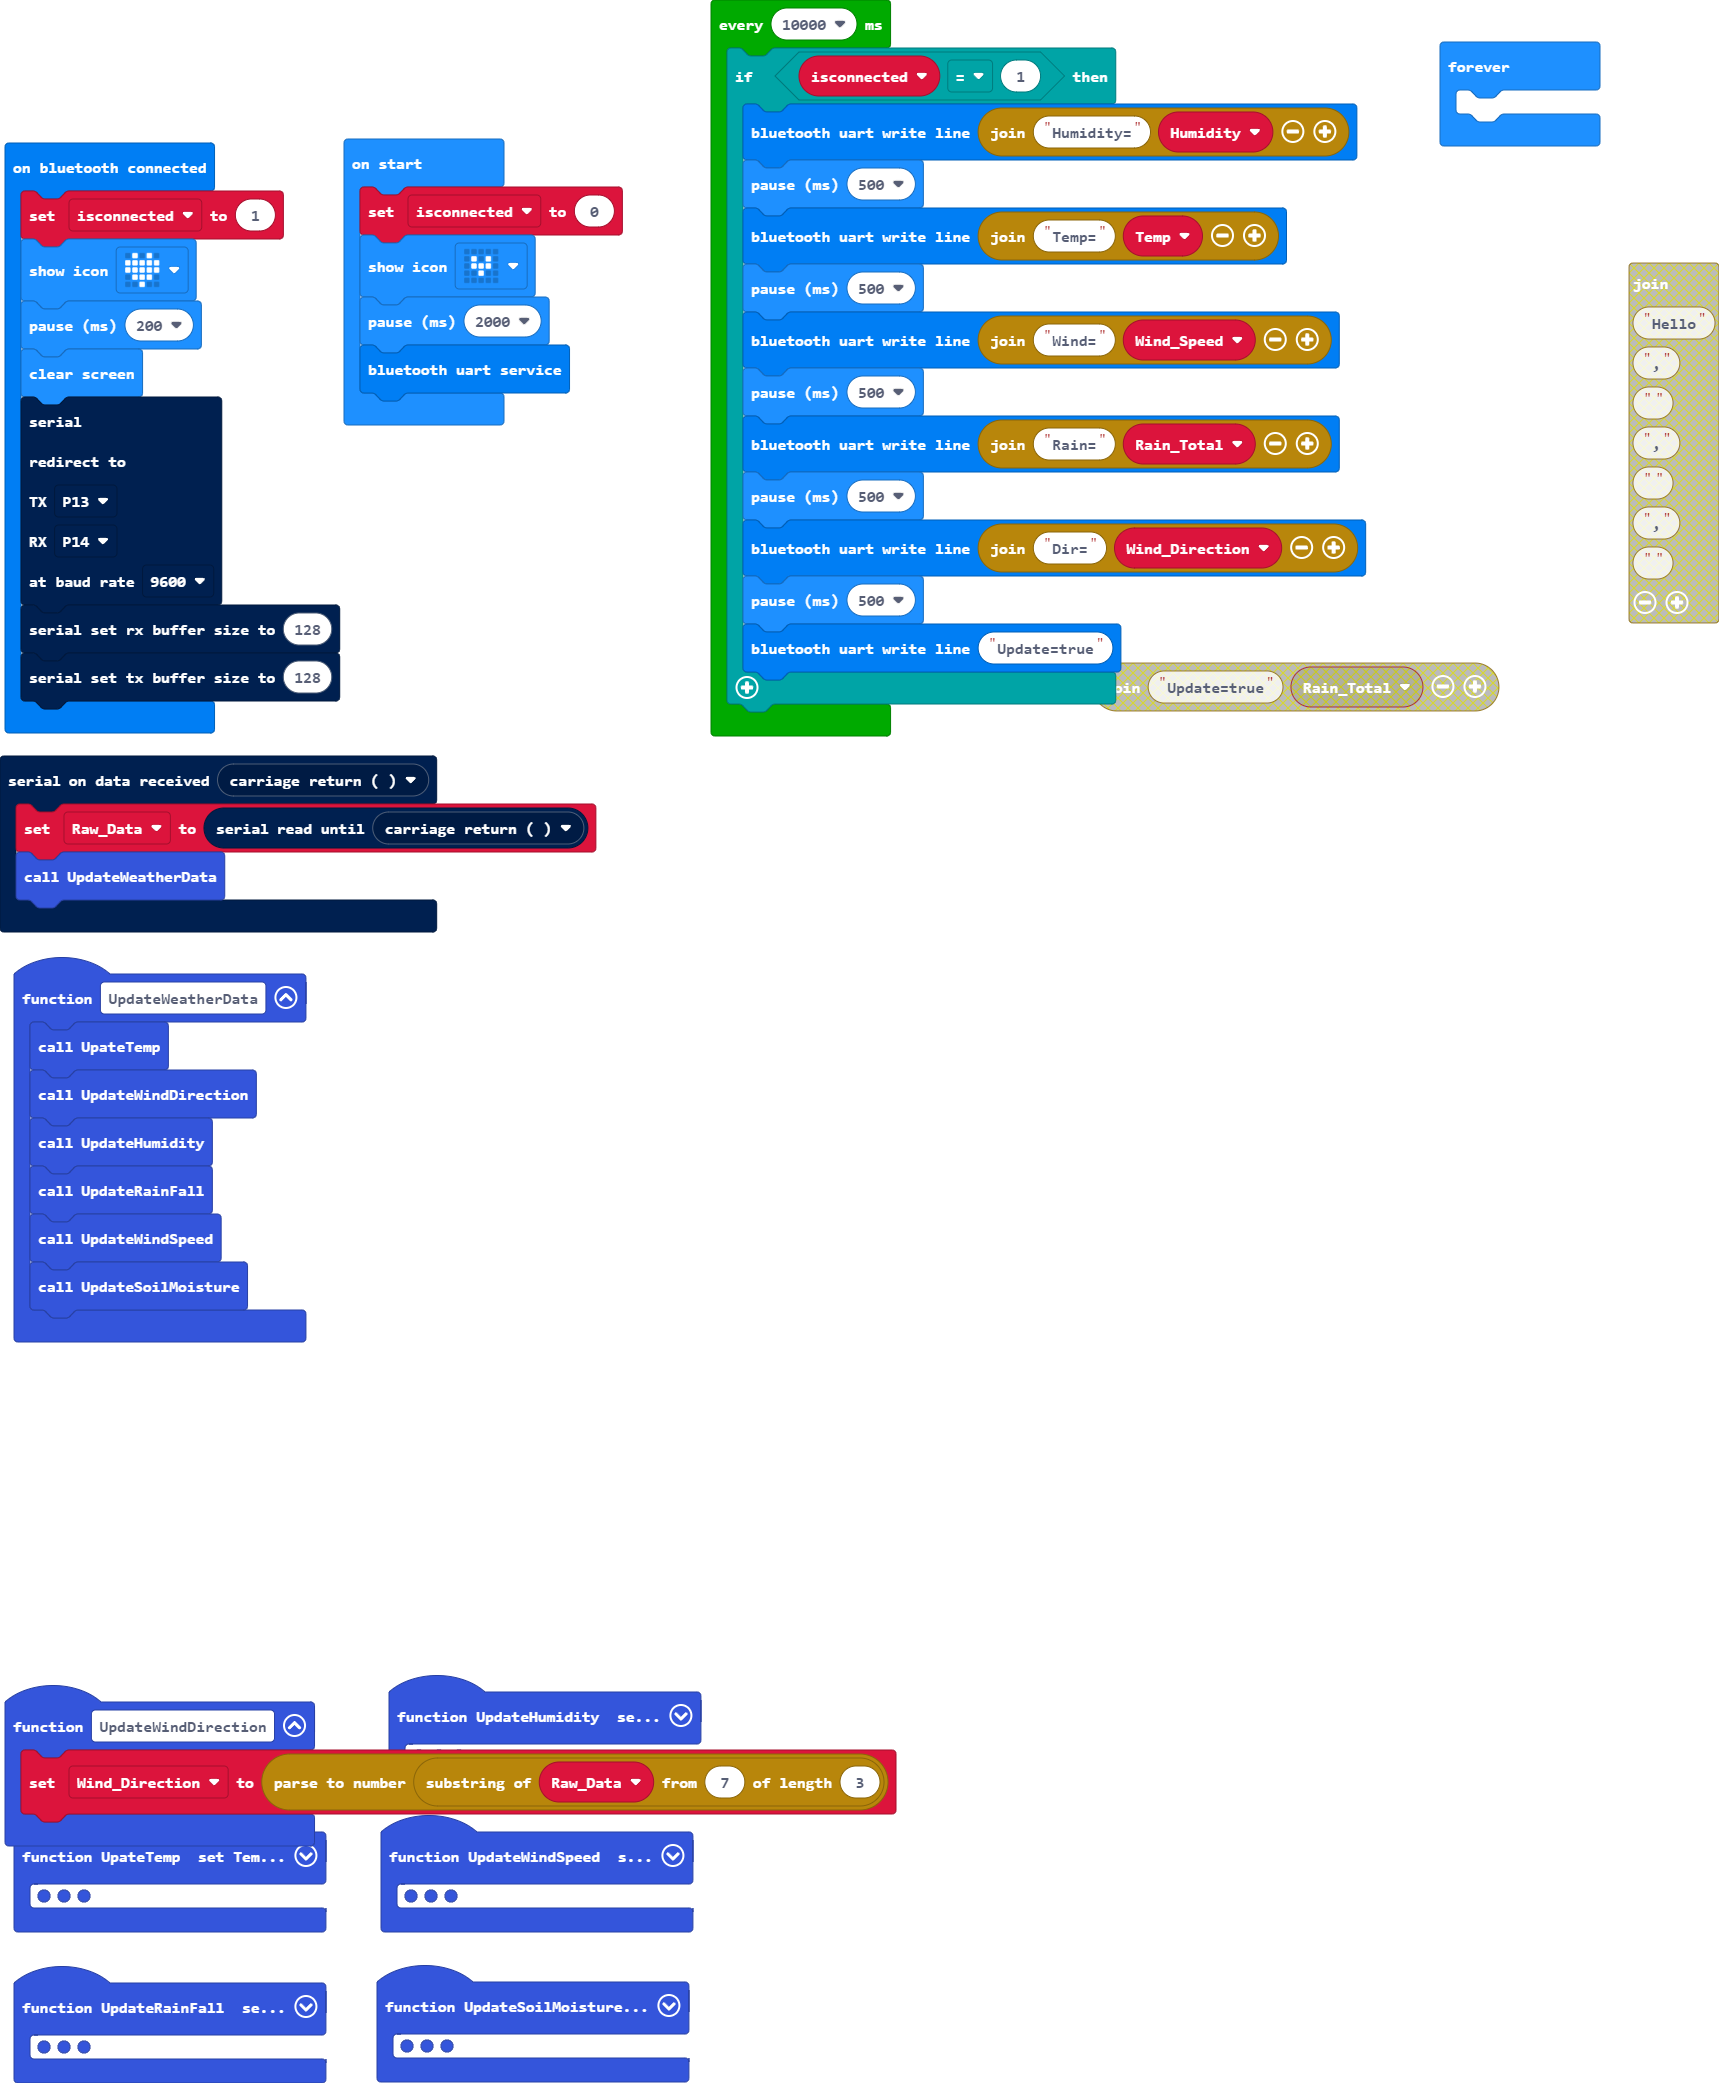 on bluetooth connected
set isconnected to 1
show icon
pause (ms) 200
clear screen
serial
redirect to
TX P13
RX P14
at baud rate 9600
serial set rx buffer size to 128
serial set tx buffer size to 128
on start
set isconnected to 0
show icon
pause (ms) 2000
bluetooth uart service
every 10000 ms
if isconnected = 1 then
bluetooth uart write line join "Humidity=" Humidity
pause (ms) 500
bluetooth uart write line join "Temp=" Temp
pause (ms) 500
bluetooth uart write line join "Wind=" Wind_Speed
pause (ms) 500
bluetooth uart write line join "Rain=" Rain_Total
pause (ms) 500
bluetooth uart write line join "Dir=" Wind_Direction
pause (ms) 500
bluetooth uart write line "Update=true"
oin "Update=true" Rain_Total
forever
join
"Hello"
","
" "
","
" "
","
" "
serial on data received carriage return ( )
set Raw_Data to serial read until carriage return ( )
call UpdateWeatherData
function UpdateWeatherData
call UpateTemp
call UpdateWindDirection
call UpdateHumidity
call UpdateRainFall
call UpdateWindSpeed
call UpdateSoilMoisture
function UpdateWindDirection
set Wind_Direction to parse to number substring of Raw_Data from 7 of length 3
function UpdateHumidity se...
function UpateTemp set Tem...
function UpdateWindSpeed s...
function UpdateRainFall se...
function UpdateSoilMoisture...